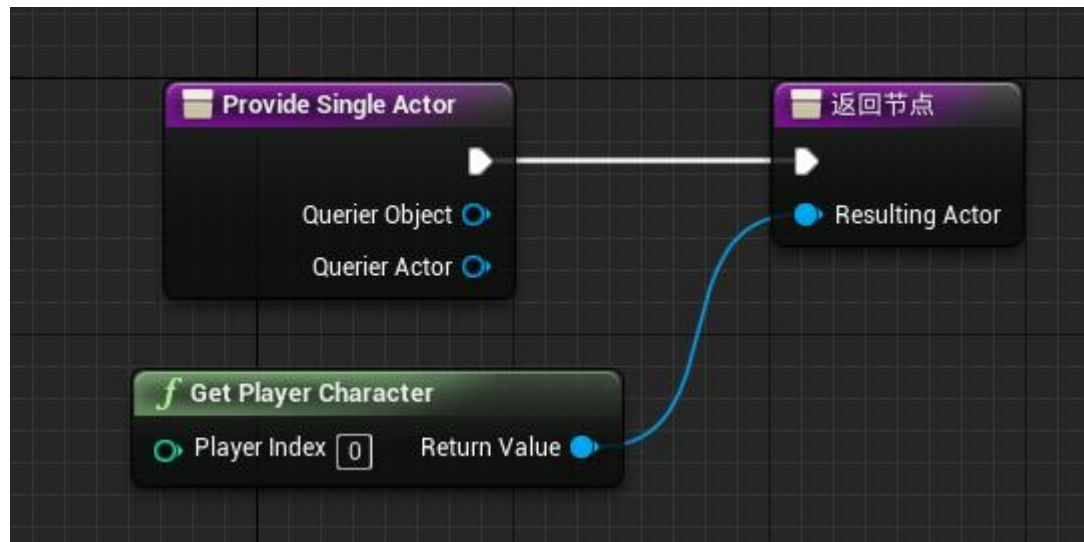 Provide Single Actor
返回节点
Querier Object
Resulting Actor
Querier Actor
f Get Player Character
Player Index 0
Return Value